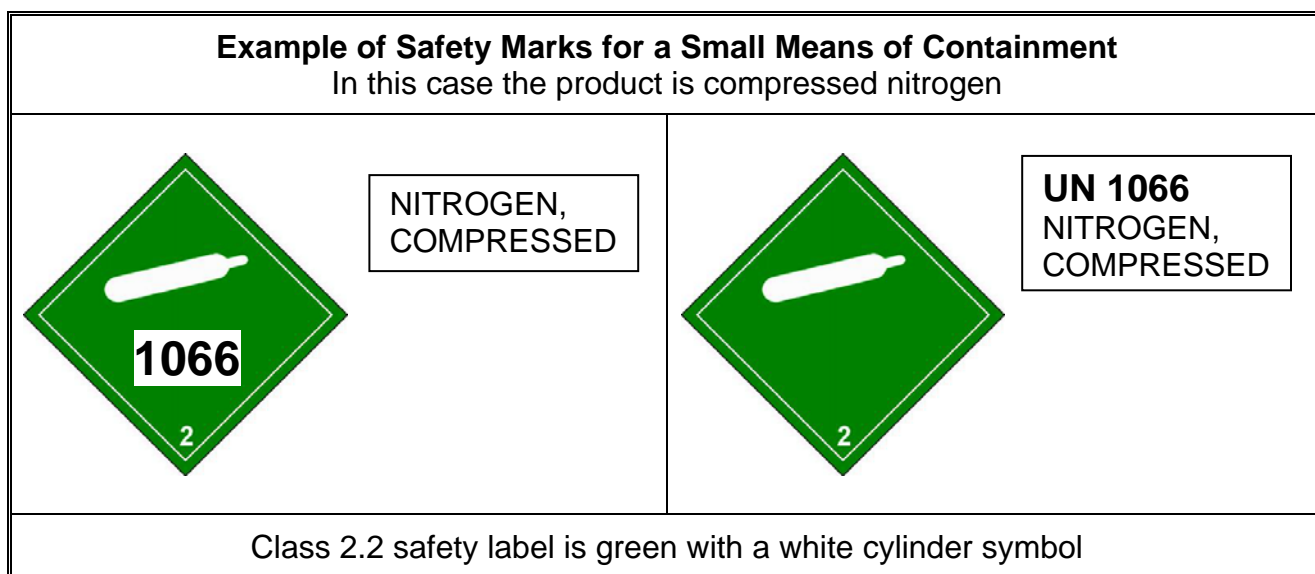 Example of Safety Marks for a Small Means of Containment
In this case the product is compressed nitrogen
1066
2
NITROGEN,
COMPRESSED
2
UN 1066
NITROGEN,
COMPRESSED
Class 2.2 safety label is green with a white cylinder symbol